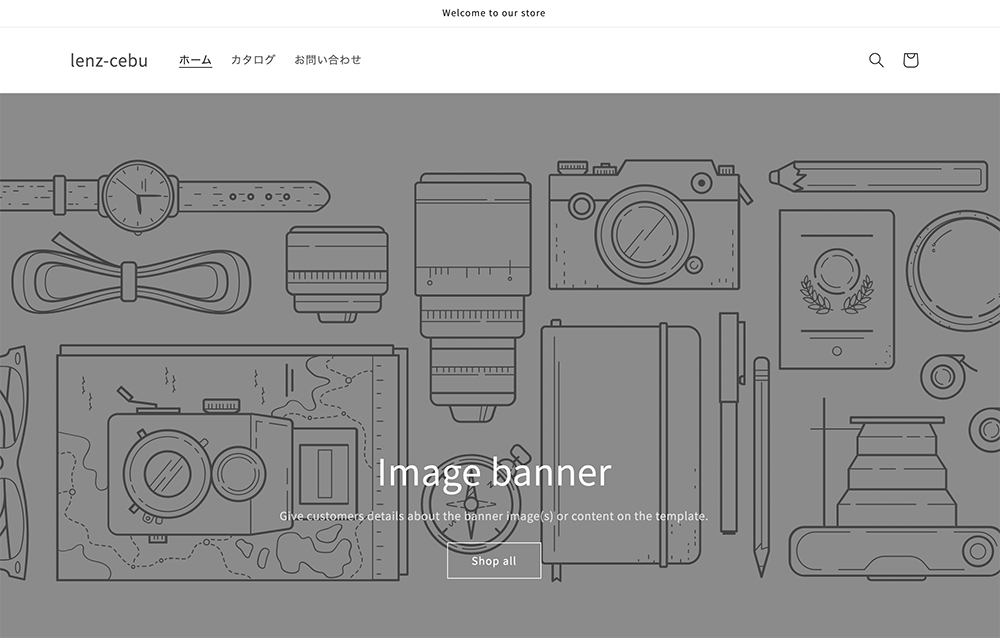 Welcome to our store
lenz-cebu
ホーム カタログ お問い合わせ
Image banner
Give customers details about the banner image(s) or content on the template.
Shop all